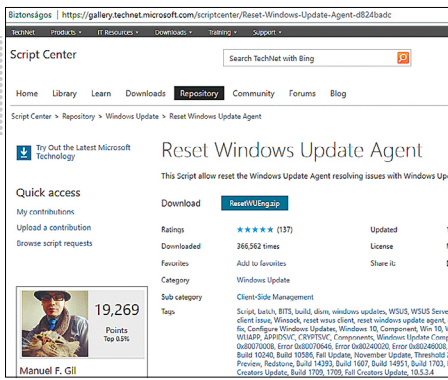 Biztonságos | https://gallery.technet.microsoft.com/scriptcenter/Reset-Windows-Update-Agent-d824badc
TechNet Products IT Resources Downloads Training Support
Script Center
Search TechNet with Bing
Home Library Learn Downloads Repository Community Forums Blog
Script Center > Repository > Windows Update > Reset Windows Update Agent
Try Out the Latest Microsoft
Technology
Quick access
My contributions
Upload a contribution
Browse script requests
19,269
Points
Top 0.5%
Manuel F. Gil
Reset Windows Update Agent
This Script allow reset the Windows Update Agent resolving issues with Windows Up
Download ResetWUEng.zip
Ratings (137) Updated
Downloaded 366,562 times License
Favorites Add to favorites Share it:
Category Windows Update
Sub category Client-Side Management
Tags Script, batch, BITS, build, dism, windows updates, WSUS, WSUS Serve
client issue, Winsock, reset wsus client, reset windows update agent,
fix, Configure Windows Updates, Windows 10, Component, Win 10, W
WUAPP, APPIDSVC, CRYPTSVC, Components, Windows Update Com
0x8007000B, Error 0x80070646, Error 0x80240020, Error 0x80246008,
Build 10240, Build 10586, Fall Update, November Update, Threshold
Preview, Redstone, Build 14393, Build 1607, Build 14951, Build 1703,
Creators Update, Build 1709, 1709, Fall Creators Update, 10.5.3.4